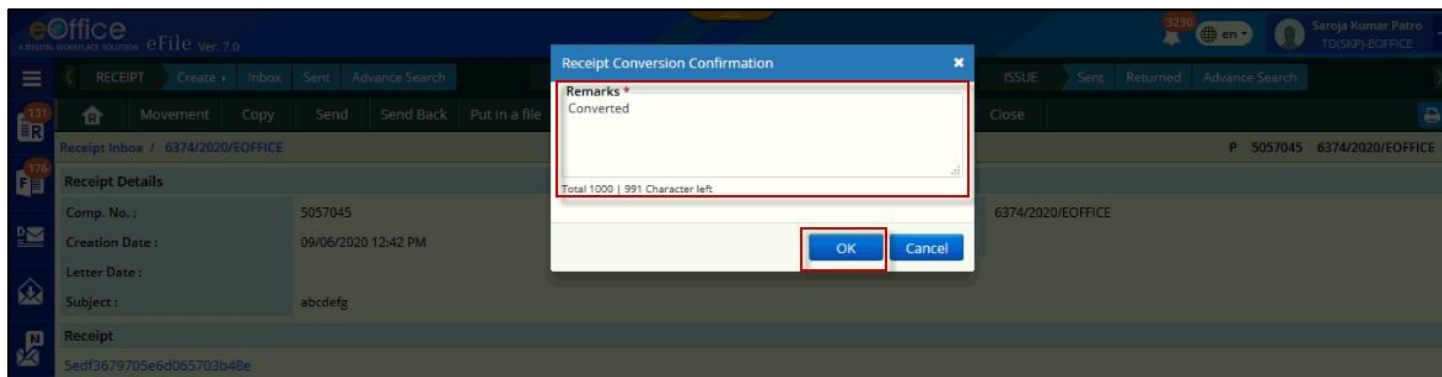 eOffice
A DIGITAL WORKPLACE SOLUTION eFile Ver. 7.0
3230 en Saroja Kumar Patro
TD(SKP)-EOFFICE
RECEIPT Create Inbox Sent Advance Search ISSUE Sent Returned Advance Search
Receipt Conversion Confirmation
Remarks *
Converted
Total 1000 | 991 Character left
OK Cancel
131
R Movement Copy Send Send Back Put in a file Close
Receipt Inbox / 6374/2020/EOFFICE P 5057045 6374/2020/EOFFICE
176
Receipt Details
Comp. No. : 5057045 6374/2020/EOFFICE
Creation Date : 09/06/2020 12:42 PM
Letter Date :
Subject : abcdefg
Receipt
5edf3679705e6d065703b48e